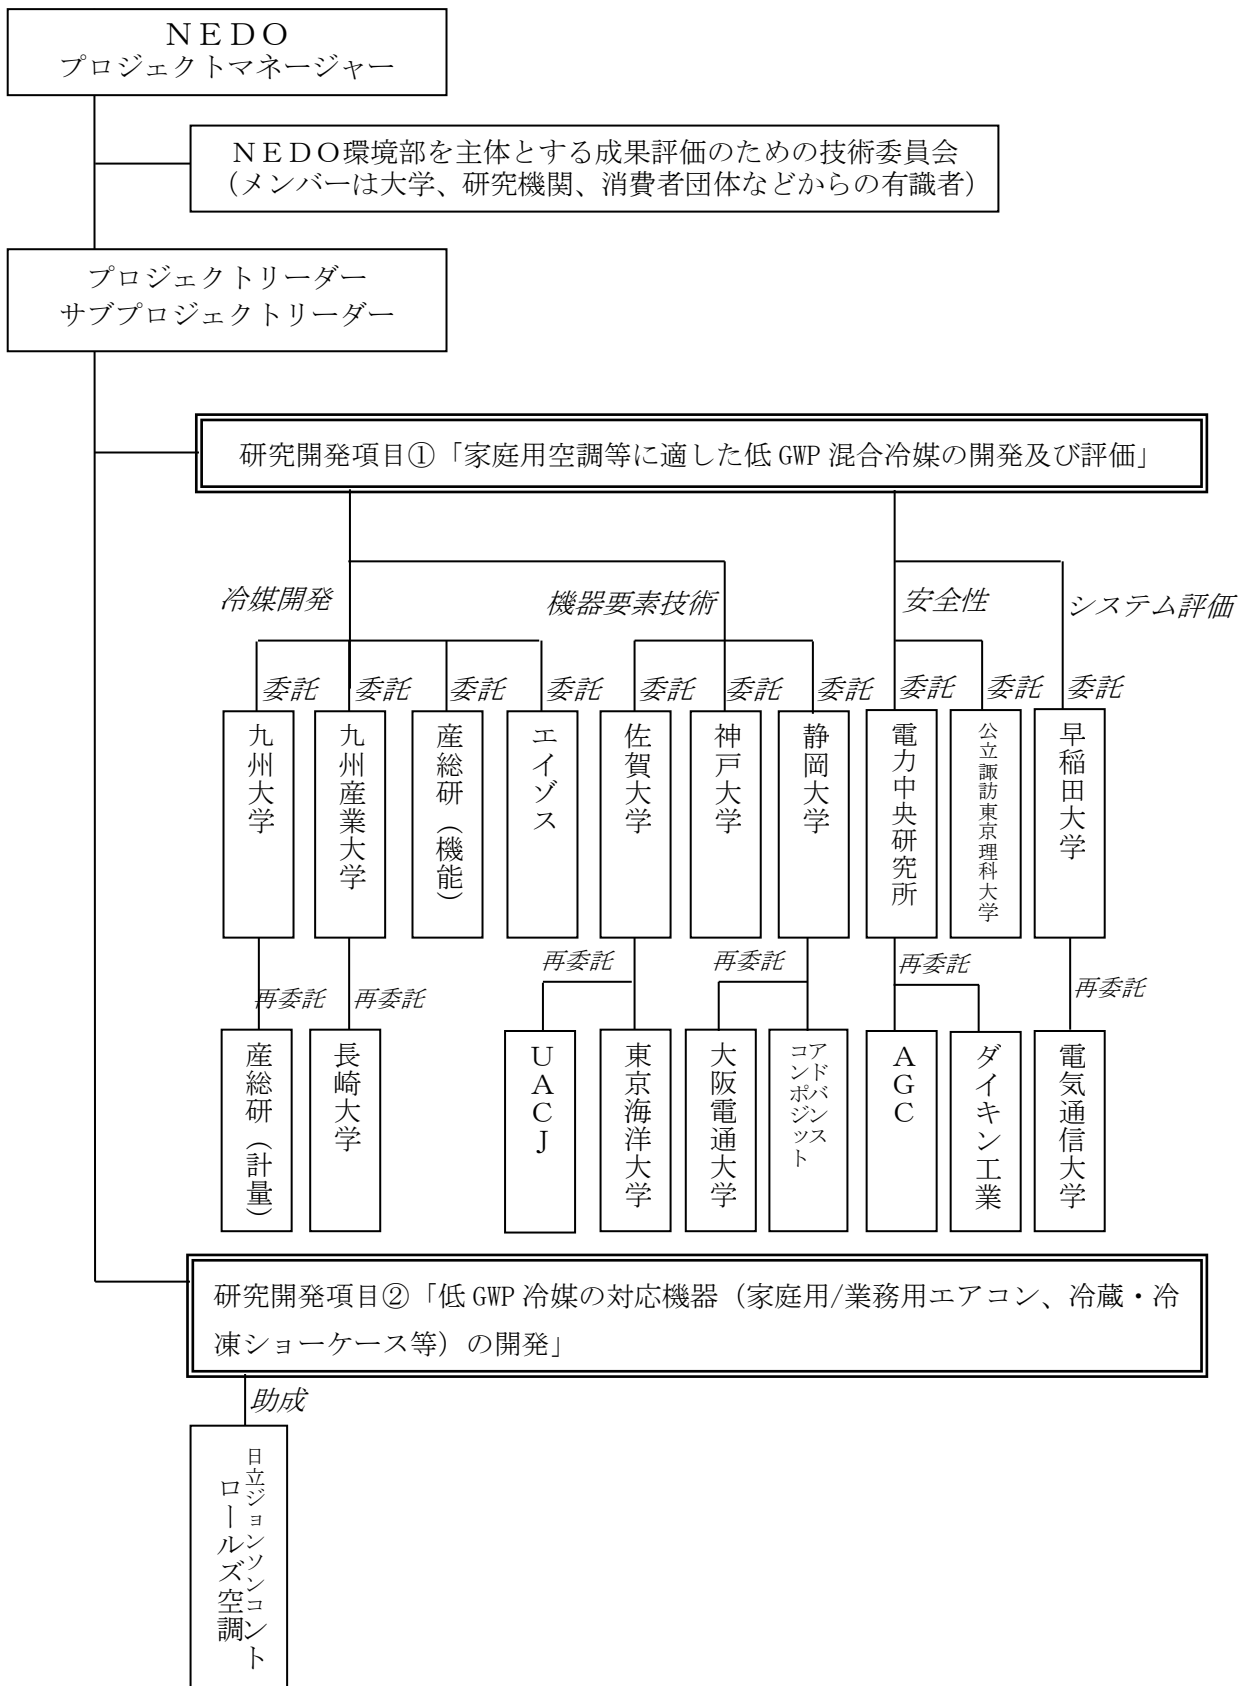 ＮＥＤＯ
プロジェクトマネージャー
ＮＥＤＯ環境部を主体とする成果評価のための技術委員会
（メンバーは大学、研究機関、消費者団体などからの有識者）
プロジェクトリーダー
サブプロジェクトリーダー
研究開発項目①「家庭用空調等に適した低 GWP 混合冷媒の開発及び評価」
冷媒開発
機器要素技術
安全性
システム評価
委託
委託
委託
委託
委託
委託
委託
委託
委託
委託
九州大学
九州産業大学
産総研（機能）
エイゾス
佐賀大学
神戸大学
静岡大学
電力中央研究所
公立諏訪東京理科大学
早稲田大学
再委託
再委託
再委託
再委託
再委託
再委託
産総研（計量）
長崎大学
ＵＡＣＪ
東京海洋大学
大阪電通大学
アドバンス
コンポジット
ＡＧＣ
ダイキン工業
電気通信大学
研究開発項目②「低 GWP 冷媒の対応機器（家庭用/業務用エアコン、冷蔵・冷
凍ショーケース等）の開発」
助成
日立ジョンソンコント
ロールズ空調